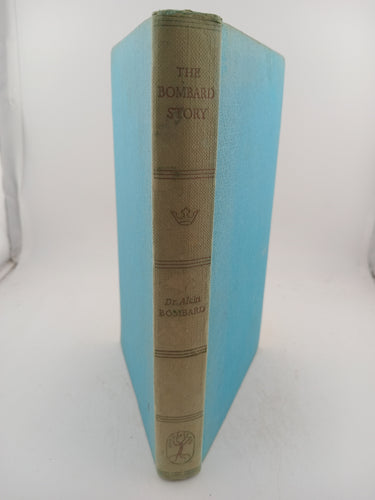 THE
BOMBARD
STORY
Dr. Alain
BOMBARD